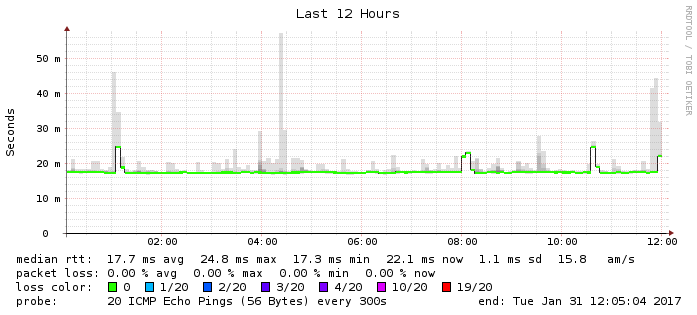 Last 12 Hours
RRDTOOL / TOBI OETIKER
Seconds
50 m
40 m
30 m
20 m
10 m
0
02:00 04:00 06:00 08:00 10:00 12:00
median rtt: 17.7 ms avg 24.8 ms max 17.3 ms min 22.1 ms now 1.1 ms sd 15.8 am/s
packet loss: 0.00 % avg 0.00 % max 0.00 % min 0.00 % now
loss color: 0 1/20 2/20 3/20 4/20 10/20 19/20
probe: 20 ICMP Echo Pings (56 Bytes) every 300s end: Tue Jan 31 12:05:04 2017